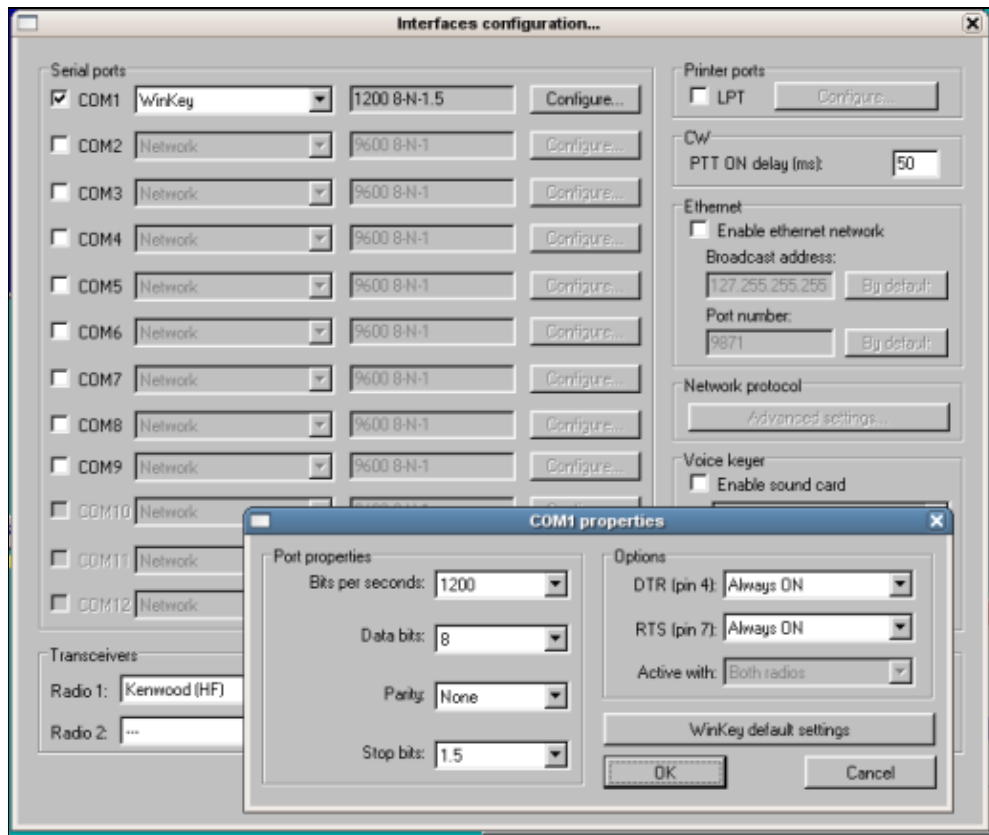 Interfaces configuration...
Serial ports
COM1 WinKey 1200 8-N-1.5 Configure...
COM2 Network 9600 8-N-1 Configure...
COM3 Network 9600 8-N-1 Configure...
COM4 Network 9600 8-N-1 Configure...
COM5 Network 9600 8-N-1 Configure...
COM6 Network 9600 8-N-1 Configure...
COM7 Network 9600 8-N-1 Configure...
COM8 Network 9600 8-N-1 Configure...
COM9 Network 9600 8-N-1 Configure...
COM10 Network
COM11 Network
COM12 Network
Transceivers
Radio 1: Kenwood (HF)
Radio 2: ---
Printer ports
LPT Configure...
CW
PTT ON delay (ms): 50
Ethernet
Enable ethernet network
Broadcast address:
127.255.255.255 By default
Port number:
9871 By default
Network protocol
Advanced settings...
Voice keyer
Enable sound card
COM1 properties
Port properties
Bits per seconds: 1200
Data bits: 8
Parity: None
Stop bits: 1.5
Options
DTR (pin 4): Always ON
RTS (pin 7): Always ON
Active with: Both radios
WinKey default settings
OK Cancel